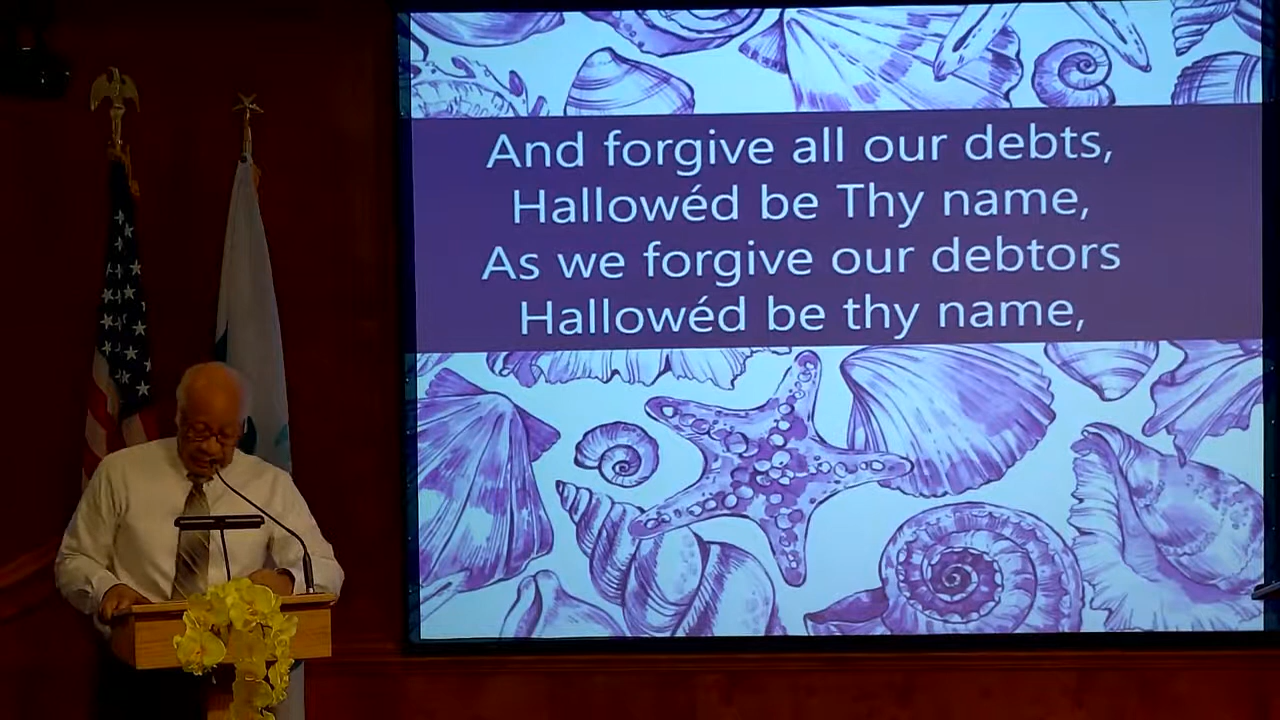 And forgive all our debts,
Hallowéd be Thy name,
As we forgive our debtors
Hallowéd be thy name,